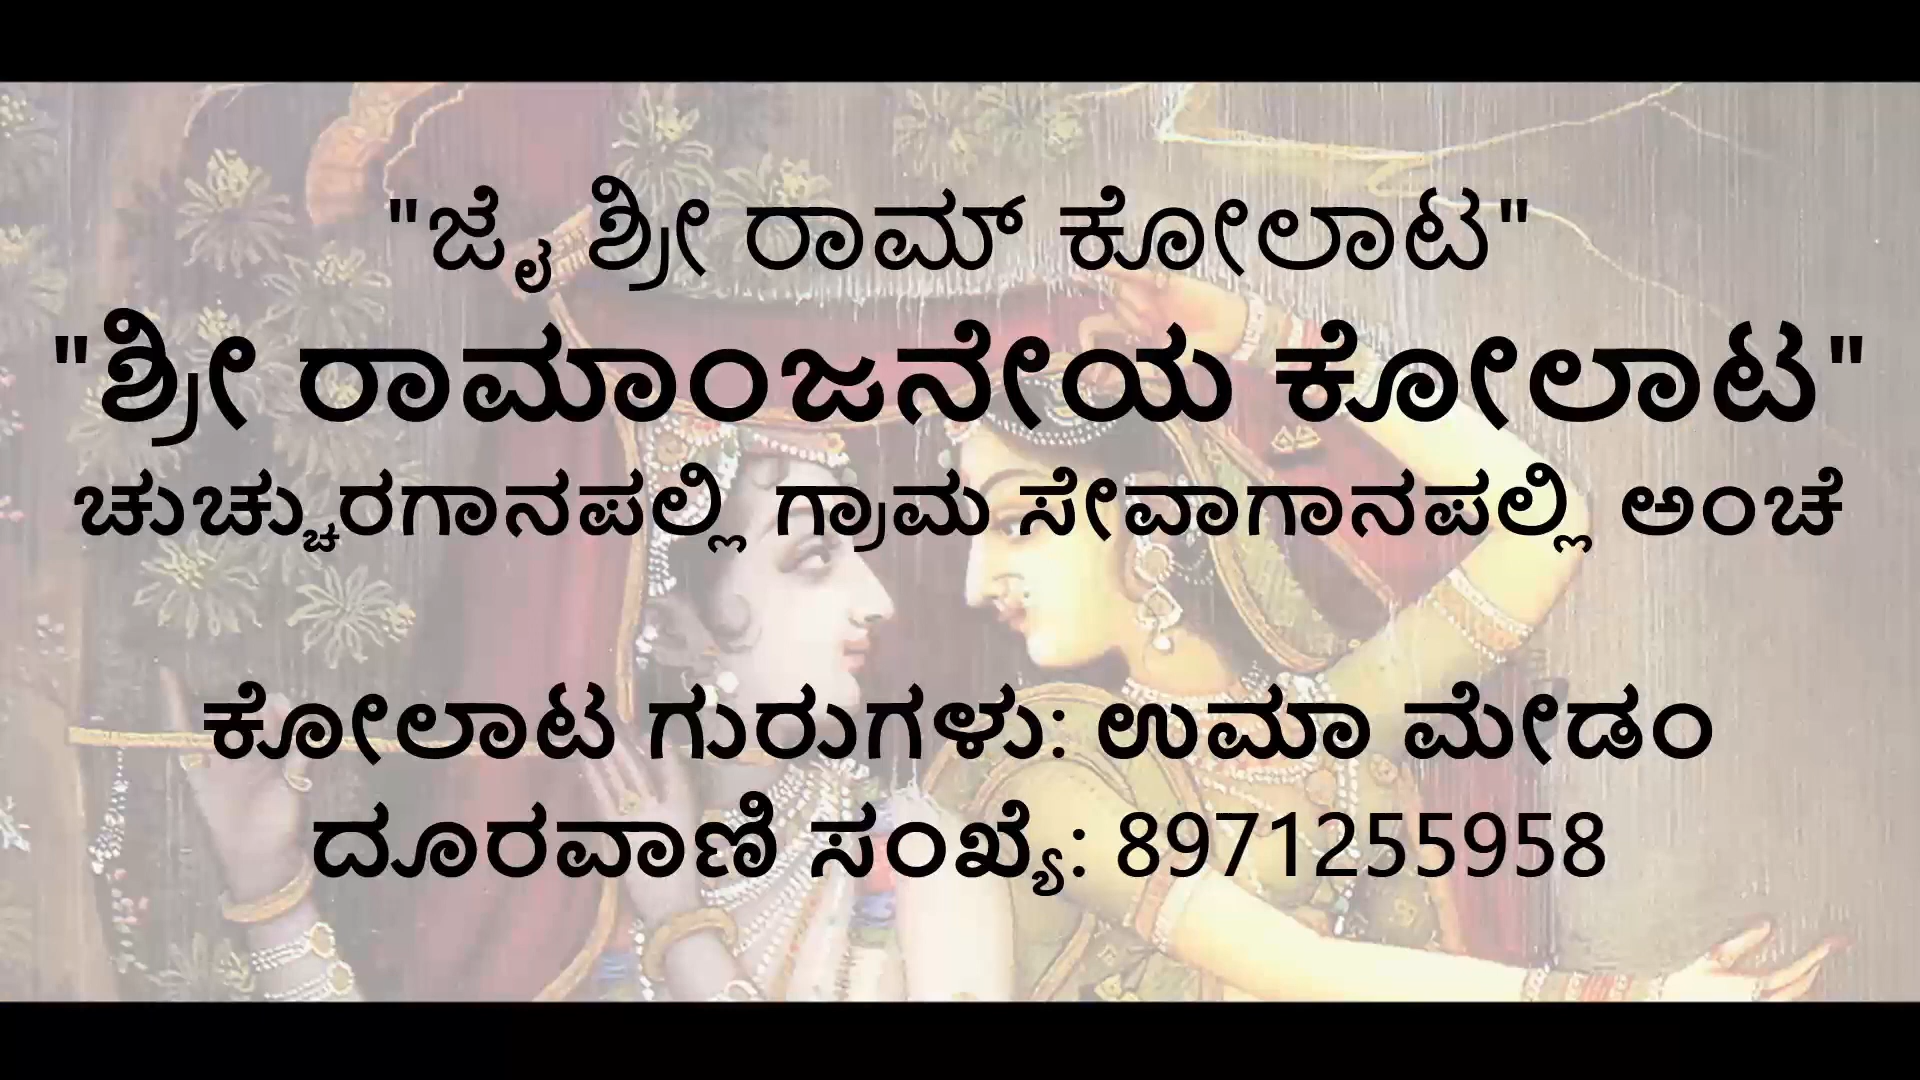 "ಜೈ ಶ್ರೀ ರಾಮ್ ಕೋಲಾಟ"
"ಶ್ರೀ ರಾಮಾಂಜನೇಯ ಕೋಲಾಟ"
ಚುಚ್ಚುರಗಾನಪಲ್ಲಿ ಗ್ರಾಮ ಸೇವಾಗಾನಪಲ್ಲಿ ಅಂಚೆ
ಕೋಲಾಟ ಗುರುಗಳು: ಉಮಾ ಮೇಡಂ
ದೂರವಾಣಿ ಸಂಖ್ಯೆ: 8971255958